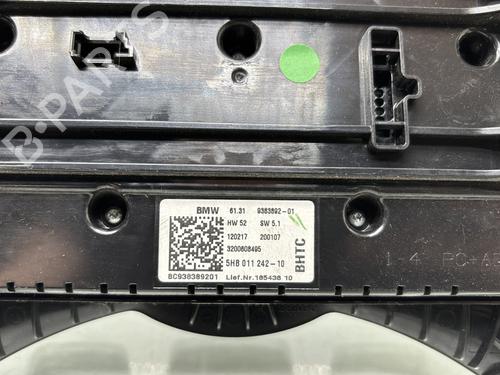 B-PARTS
BMW 61.31 9383892-01
HW 52 SW 5.1
120217 200107
3200808495
5HB 011 242-10
BC938389201 Lief.Nr.185436 10
BHTC